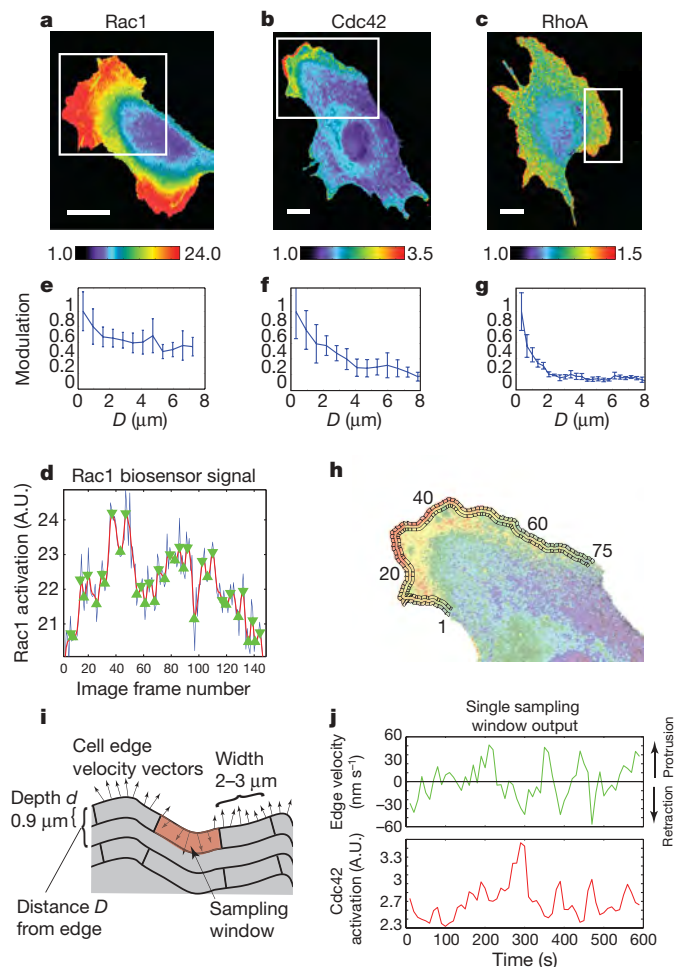 a Rac1
b Cdc42
c RhoA
1.0 24.0
1.0 3.5
1.0 1.5
e
f
g
Modulation
1
0.8
0.6
0.4
0.2
0
0 2 4 6 8
D (μm)
1
0.8
0.6
0.4
0.2
0
0 2 4 6 8
D (μm)
1
0.8
0.6
0.4
0.2
0
0 2 4 6 8
D (μm)
d Rac1 biosensor signal
Rac1 activation (A.U.)
24
23
22
21
0 20 40 60 80 100 120 140
Image frame number
h
40
60
75
20
1
i
Cell edge
velocity vectors
Width
2–3 μm
Depth d
0.9 μm
Distance D
from edge
Sampling
window
j Single sampling
window output
Edge velocity
(nm s⁻¹)
60
30
0
−30
−60
Protrusion
Retraction
Cdc42
activation (A.U.)
3.3
3
2.7
2.3
0 100 200 300 400 500 600
Time (s)